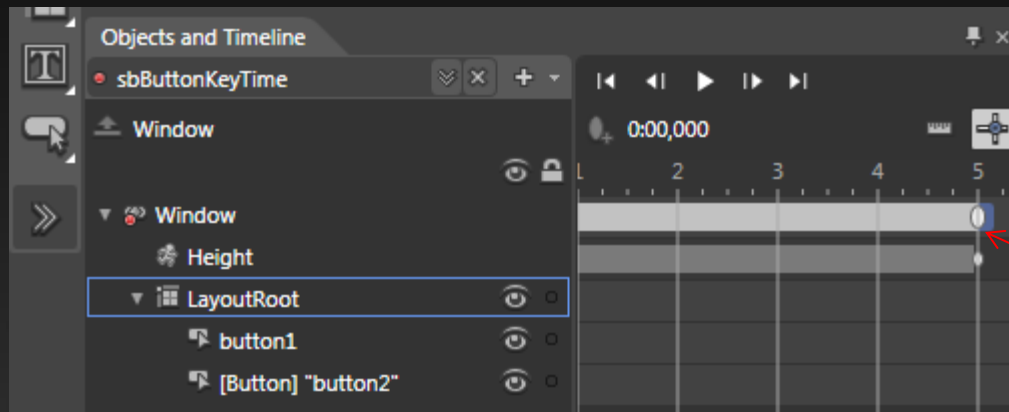 Objects and Timeline
sbButtonKeyTime
Window
0:00,000
1 2 3 4 5
Window
Height
LayoutRoot
button1
[Button] "button2"